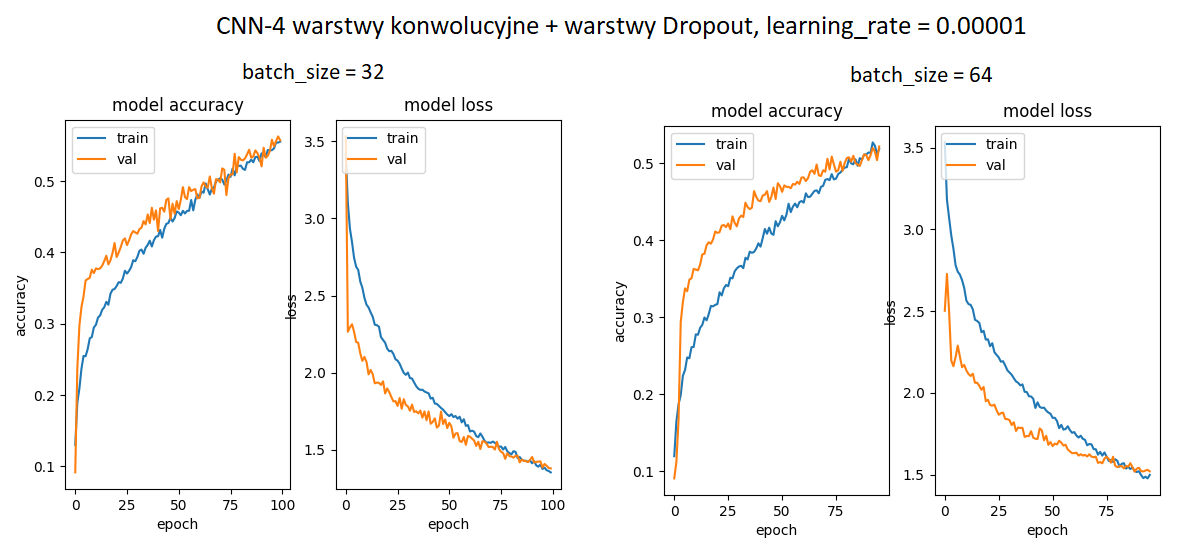 CNN-4 warstwy konwolucyjne + warstwy Dropout, learning_rate = 0.00001
batch_size = 32
model accuracy
train
val
0.5
0.4
0.3
0.2
0.1
accuracy
0
25
50
75
100
epoch
model loss
train
val
3.5
3.0
2.5
2.0
1.5
loss
0
25
50
75
100
epoch
batch_size = 64
model accuracy
train
val
0.5
0.4
0.3
0.2
0.1
accuracy
0
25
50
75
epoch
model loss
train
val
3.5
3.0
2.5
2.0
1.5
loss
0
25
50
75
epoch